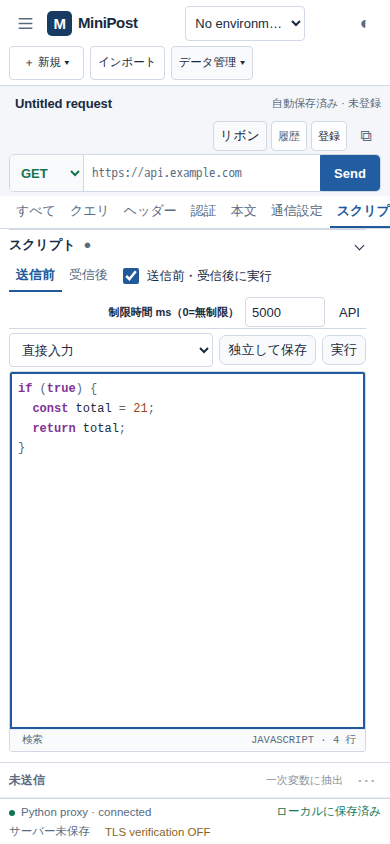 M MiniPost No environm…
＋ 新規 ▾ インポート データ管理 ▾
Untitled request 自動保存済み · 未登録
リボン 履歴 登録
GET https://api.example.com Send
すべて クエリ ヘッダー 認証 本文 通信設定 スクリプ
スクリプト ●
送信前 受信後 送信前・受信後に実行
制限時間 ms（0=無制限） 5000 API
直接入力 独立して保存 実行
if (true) {
  const total = 21;
  return total;
}
検索 JAVASCRIPT · 4 行
未送信 一次変数に抽出 ···
Python proxy · connected ローカルに保存済み
サーバー未保存 TLS verification OFF